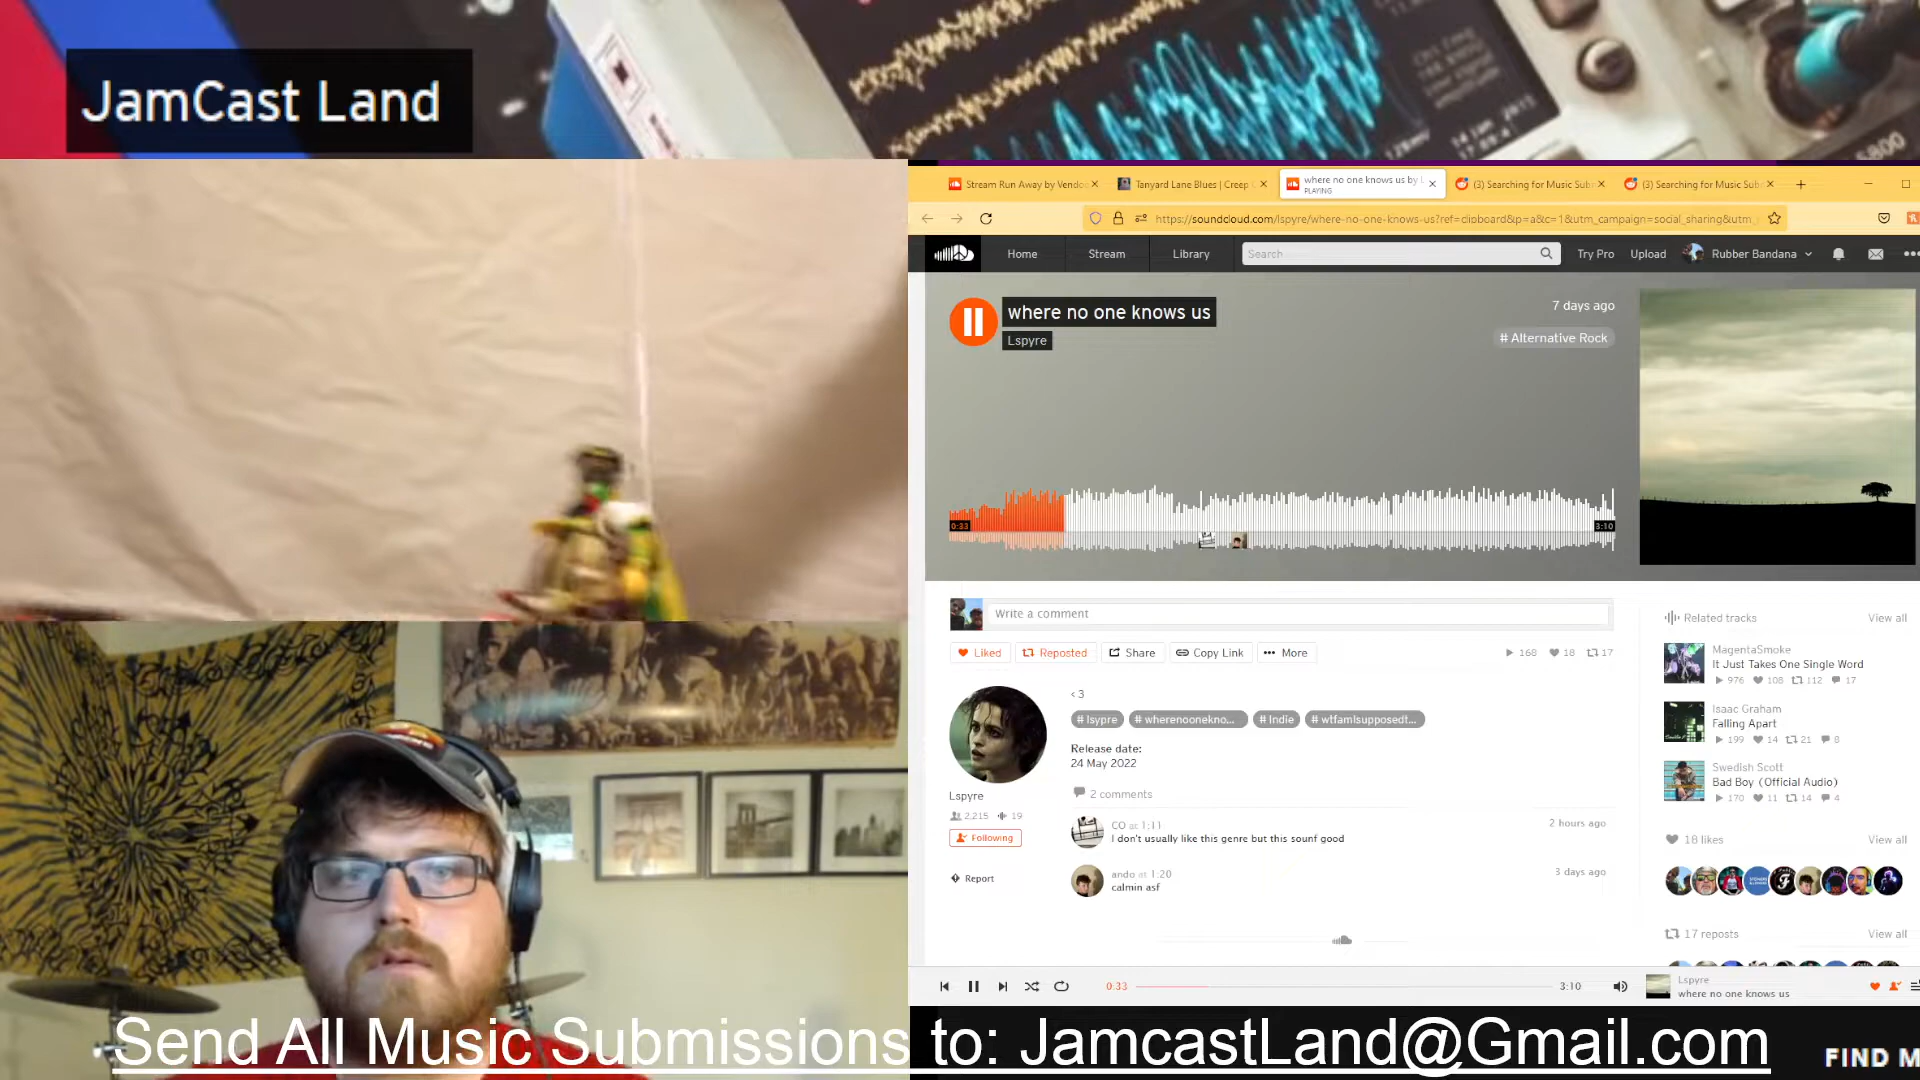 JamCast Land
Stream Run Away by Vendo
Tanyard Lane Blues | Creep
where no one knows us by L
PLAYING
(3) Searching for Music Sub
(3) Searching for Music Sub
https://soundcloud.com/lspyre/where-no-one-knows-us?ref=clipboard&p=a&c=1&utm_campaign=social_sharing&utm_
Home
Stream
Library
Search
Try Pro
Upload
Rubber Bandana
where no one knows us
Lspyre
7 days ago
# Alternative Rock
0:33
3:10
Write a comment
Liked
Reposted
Share
Copy Link
More
168
18
17
< 3
# lsypre
# wherenooneкno...
# Indie
# wtfamIsupposedt...
Release date:
24 May 2022
2 comments
Lspyre
2,215
19
Following
Report
CO at 1:11
2 hours ago
I don't usually like this genre but this sounf good
ando at 1:20
3 days ago
calmin asf
Related tracks
View all
MagentaSmoke
It Just Takes One Single Word
976
108
112
17
Isaac Graham
Falling Apart
199
14
21
8
Swedish Scott
Bad Boy (Official Audio)
170
11
14
4
18 likes
View all
17 reposts
View all
0:33
3:10
Lspyre
where no one knows us
Send All Music Submissions to: JamcastLand@Gmail.com
FIND M